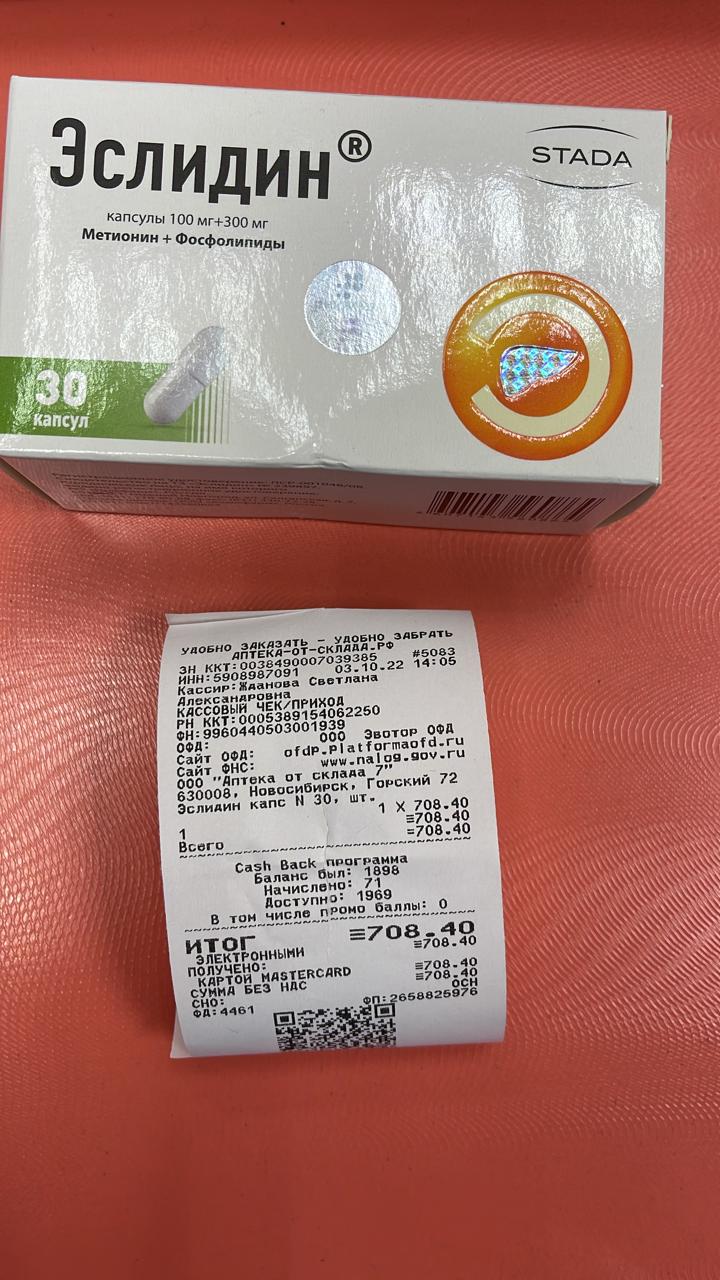 Эслидин®
STADA
капсулы 100 мг+300 мг
Метионин + Фосфолипиды
30
капсул
УДОБНО ЗАКАЗАТЬ - УДОБНО ЗАБРАТЬ
АПТЕКА-ОТ-СКЛАДА.РФ
ЗН ККТ:0038490007039385 #5083
ИНН:5908987091 03.10.22 14:05
Кассир:Жданова Светлана
Александровна
КАССОВЫЙ ЧЕК/ПРИХОД
РН ККТ:0005389154062250
ФН:9960440503001939
ОФД: ООО Эвотор ОФД
Сайт ОФД: ofdp.platformaofd.ru
Сайт ФНС: www.nalog.gov.ru
ООО "Аптека от склада 7"
630008, Новосибирск, Горский 72
Эслидин капс N 30, шт.
1 X 708.40
≡708.40
1 =708.40
Всего
Cash Back программа
Баланс был: 1898
Начислено: 71
Доступно: 1969
В том числе промо баллы: 0
ИТОГ ≡708.40
ЭЛЕКТРОННЫМИ ≡708.40
ПОЛУЧЕНО:
КАРТОЙ MASTERCARD ≡708.40
СУММА БЕЗ НДС ≡708.40
СНО: ОСН
ФД:4461 ФП:2658825976